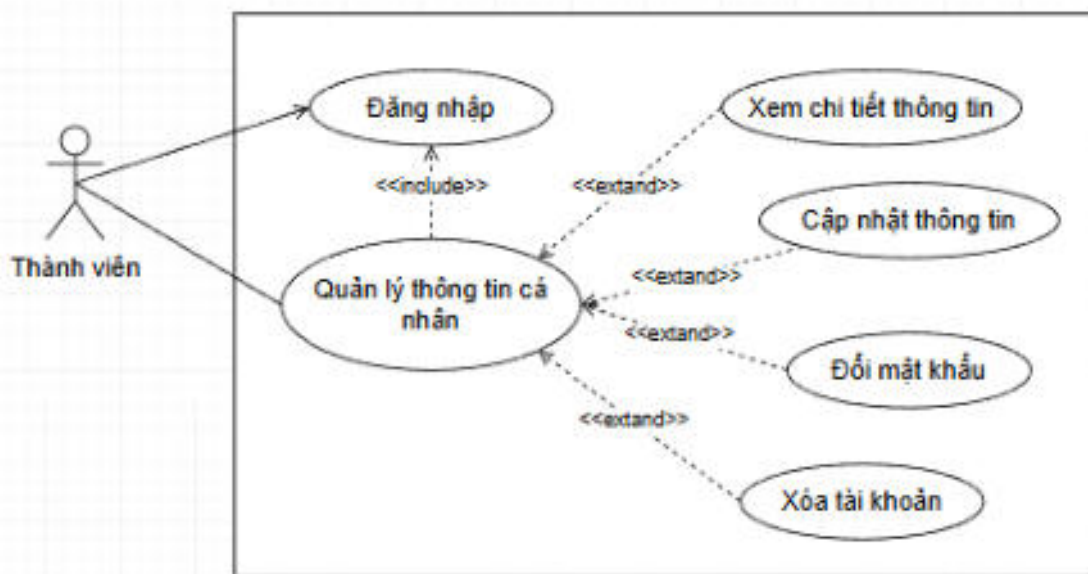 Đăng nhập
Xem chi tiết thông tin
<<include>>
<<extand>>
Cập nhật thông tin
Thành viên
<<extand>>
Quản lý thông tin cá
nhân
<<extand>>
Đổi mật khẩu
<<extand>>
Xóa tài khoản